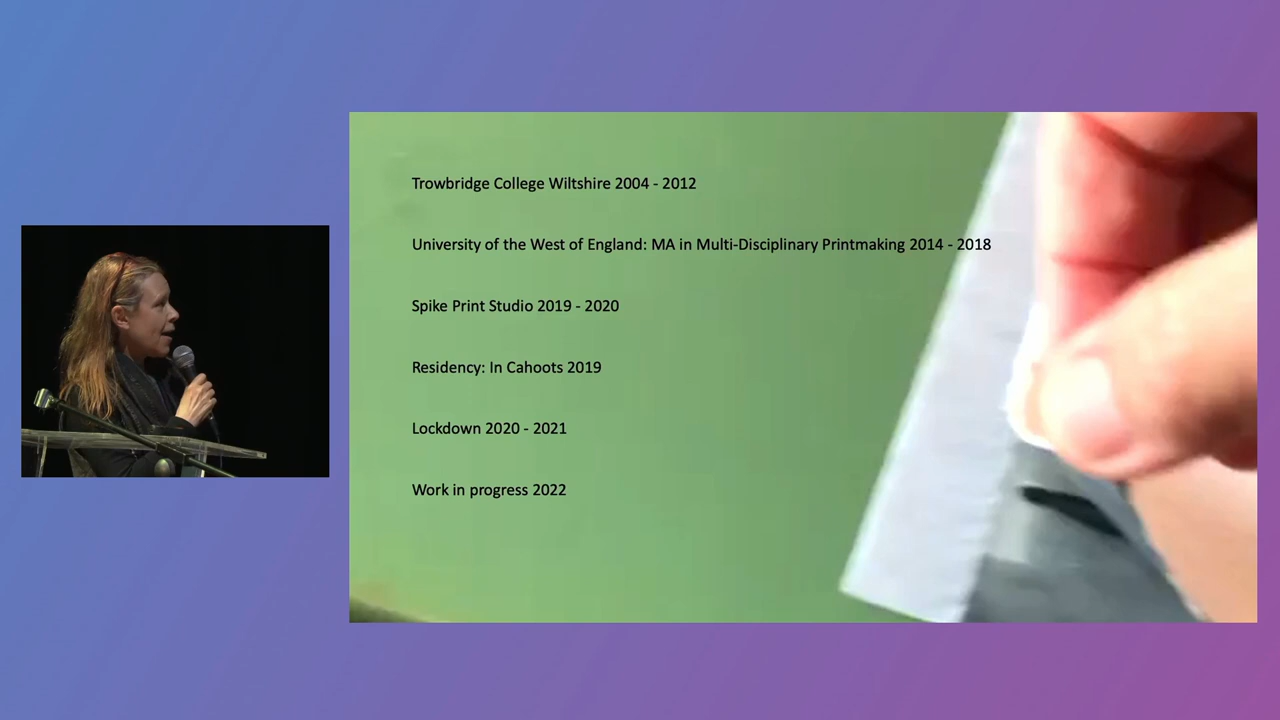 Trowbridge College Wiltshire 2004 - 2012
University of the West of England: MA in Multi-Disciplinary Printmaking 2014 - 2018
Spike Print Studio 2019 - 2020
Residency: In Cahoots 2019
Lockdown 2020 - 2021
Work in progress 2022